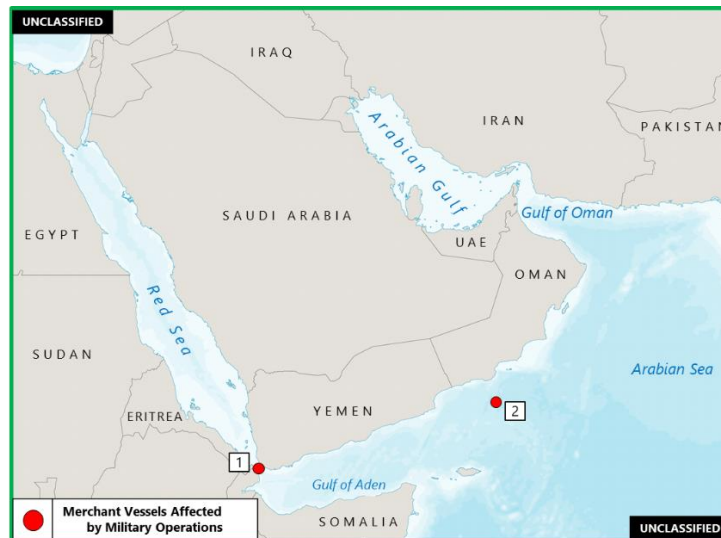 UNCLASSIFIED
IRAQ
IRAN
PAKISTAN
Arabian Gulf
SAUDI ARABIA
Gulf of Oman
EGYPT
UAE
OMAN
Red Sea
SUDAN
Arabian Sea
ERITREA
YEMEN
2
1
Gulf of Aden
SOMALIA
Merchant Vessels Affected
by Military Operations
UNCLASSIFIED